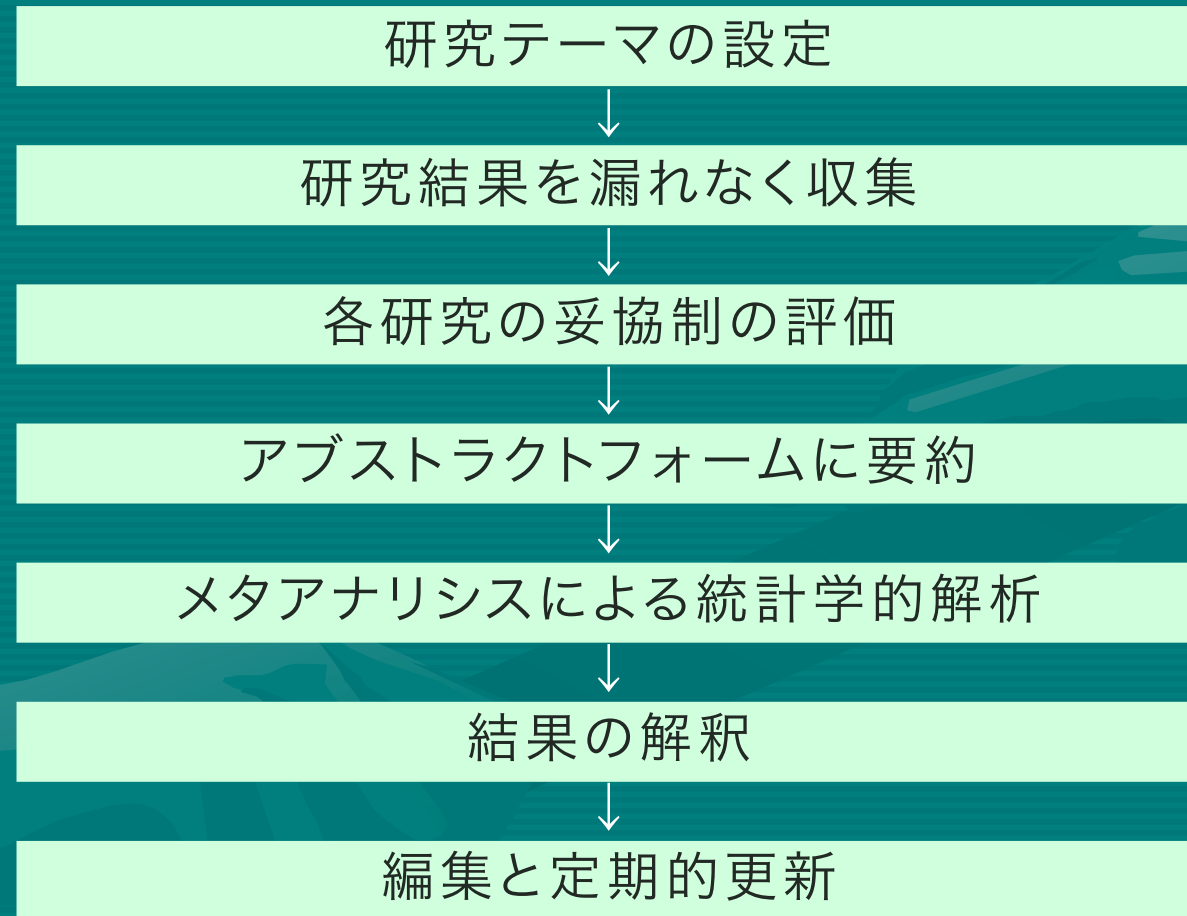 研究テーマの設定
↓
研究結果を漏れなく収集
↓
各研究の妥協制の評価
↓
アブストラクトフォームに要約
↓
メタアナリシスによる統計学的解析
↓
結果の解釈
↓
編集と定期的更新